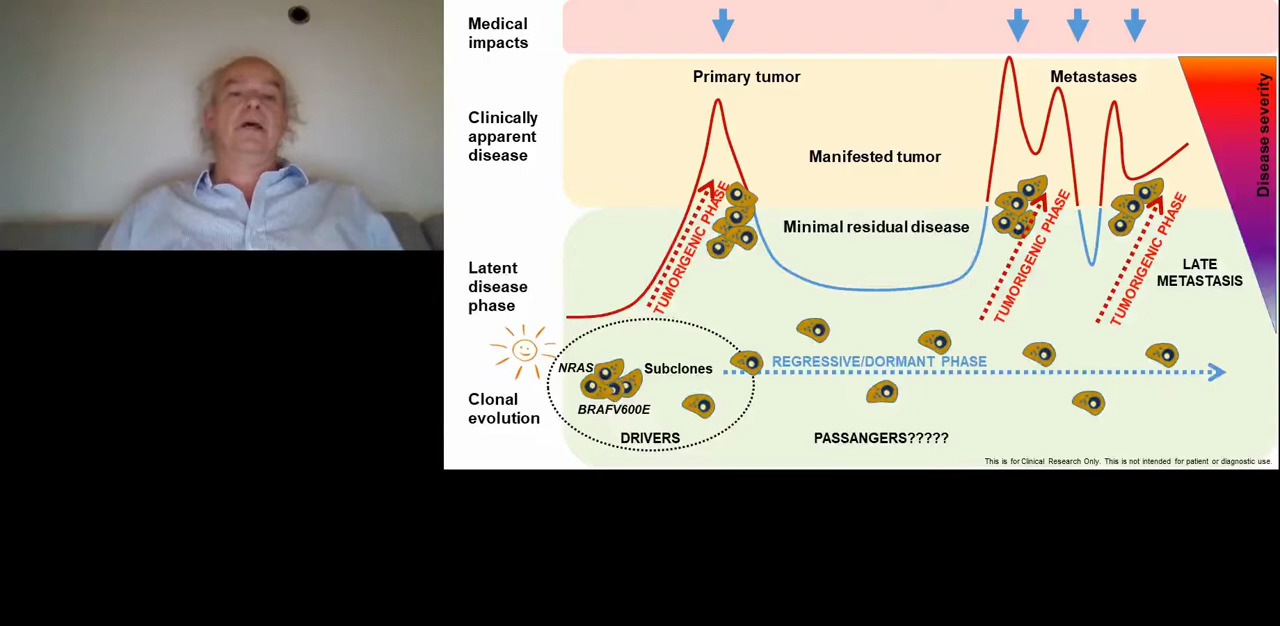 Medical
impacts
Primary tumor
Metastases
Disease severity
Clinically
apparent
disease
Manifested tumor
TUMORIGENIC PHASE
Minimal residual disease
TUMORIGENIC PHASE
TUMORIGENIC PHASE
Latent
disease
phase
LATE
METASTASIS
NRAS
Subclones
REGRESSIVE/DORMANT PHASE
Clonal
evolution
BRAFV600E
DRIVERS
PASSANGERS?????
This is for Clinical Research Only. This is not intended for patient or diagnostic use.